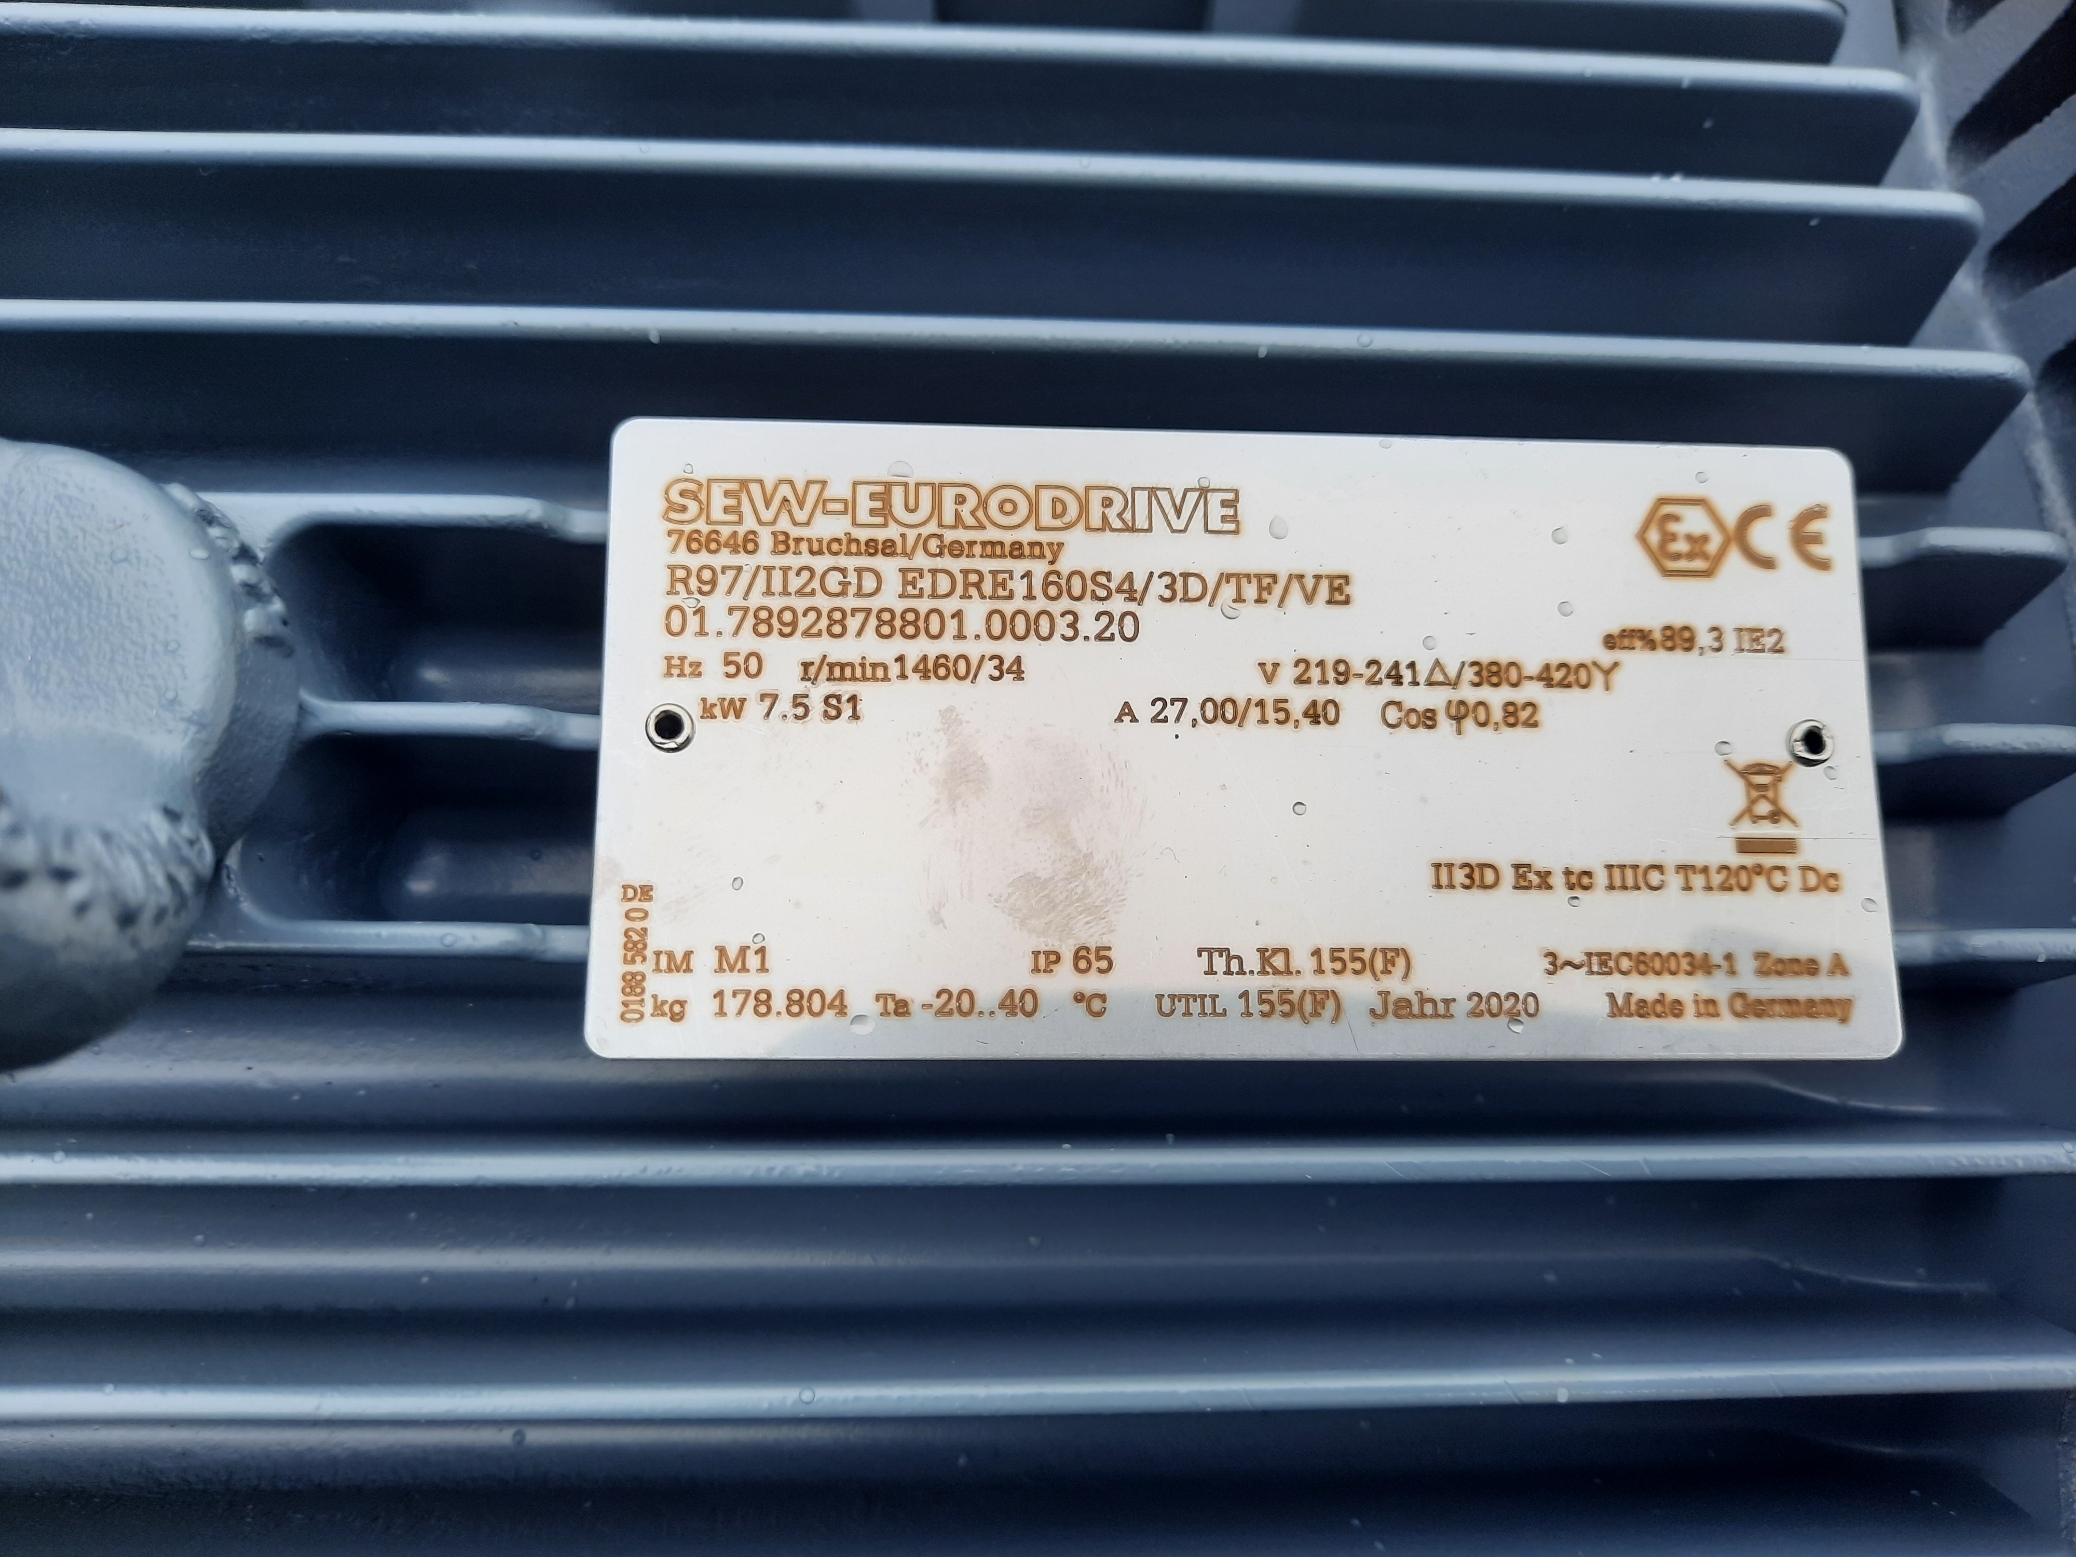 SEW-EURODRIVE
76646 Bruchsal/Germany
Ex CE
R97/II2GD EDRE160S4/3D/TF/VE
01.7892878801.0003.20
eff% 89,3 IE2
Hz 50 r/min 1460/34 V 219-241△/380-420Y
kW 7.5 S1 A 27,00/15,40 Cos φ 0,82
II3D Ex tc IIIC T120°C Dc
0188 582 0 DE
IM M1 IP 65 Th.Kl. 155(F) 3~IEC60034-1 Zone A
kg 178.804 Ta -20..40 °C UTIL 155(F) Jahr 2020 Made in Germany